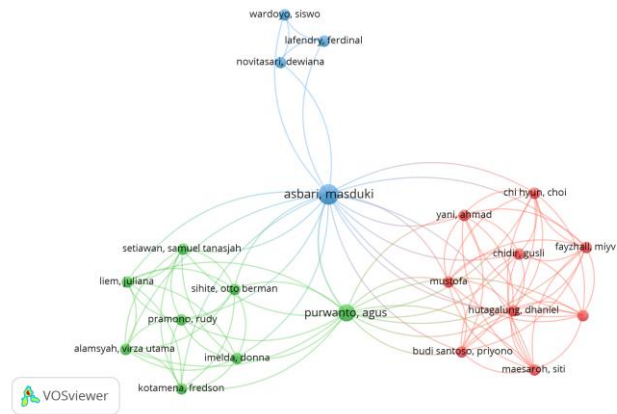 wardoyo, siswo
lafendry, ferdinal
novitasari, dewiana
asbari, masduki
chi hyun, choi
yani, ahmad
setiawan, samuel tanasjah
chidir, gusli
fayzhall, miyv
liem, juliana
sihite, otto berman
mustofa
pramono, rudy
purwanto, agus
hutagalung, dhaniel
alamsyah, virza utama
imelda, donna
budi santoso, priyono
maesaroh, siti
kotamena, fredson
VOSviewer